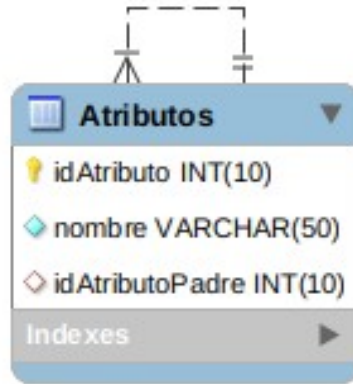 Atributos
idAtributo INT(10)
nombre VARCHAR(50)
idAtributoPadre INT(10)
Indexes